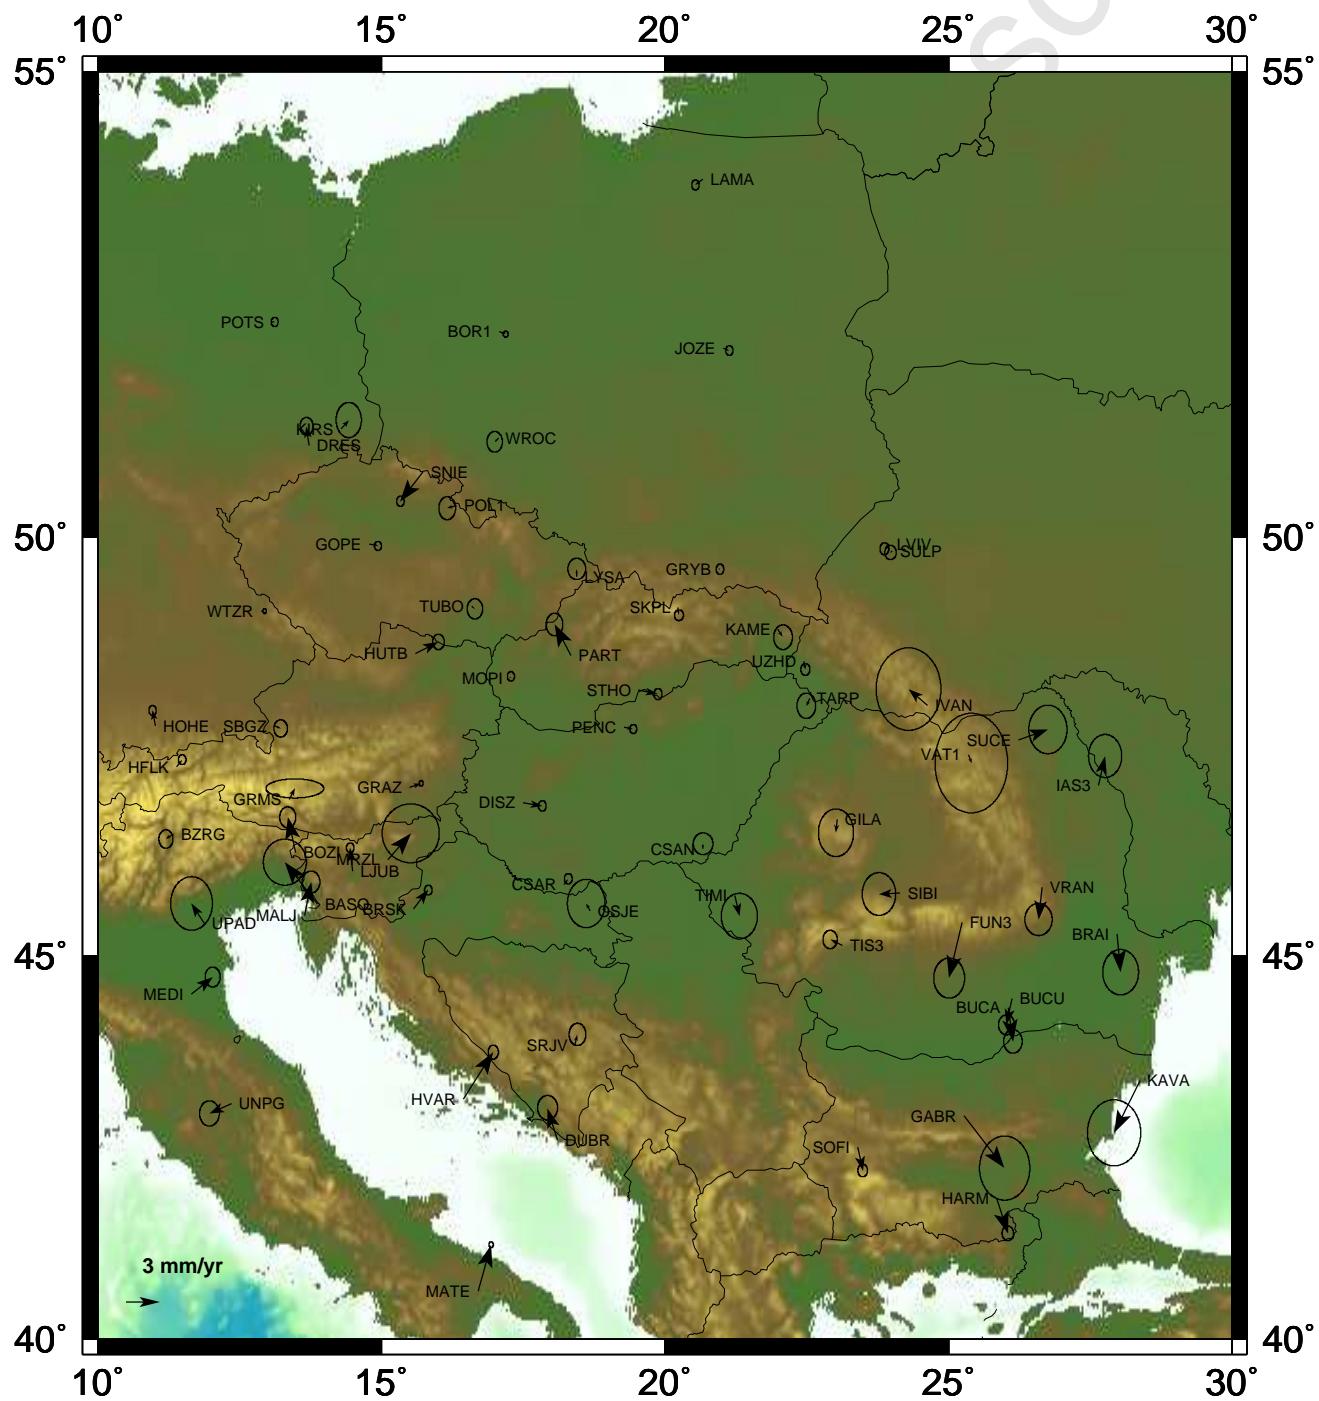 10° 15° 20° 25° 30°
55° 55°
LAMA
POTS
BOR1
JOZE
KIRS
DRES
WROC
SNIE
POL1
50° 50°
GOPE
LVIV
SULP
LYSA
GRYB
WTZR
TUBO
SKPL
KAME
HUTB
PART
UZHD
MOPI
STHO
TARP
IVAN
HOHE
SBGZ
PENC
SUCE
VAT1
HFLK
GRAZ
IAS3
GRMS
DISZ
BZRG
GILA
BOZI
MRZL
LJUB
CSAN
CSAR
VRAN
SIBI
TIMI
BASO
BRSK
MALJ
OSJE
UPAD
FUN3
BRAI
TIS3
45° 45°
MEDI
BUCA
BUCU
SRJV
KAVA
HVAR
UNPG
GABR
DUBR
SOFI
HARM
3 mm/yr
MATE
40° 40°
10° 15° 20° 25° 30°